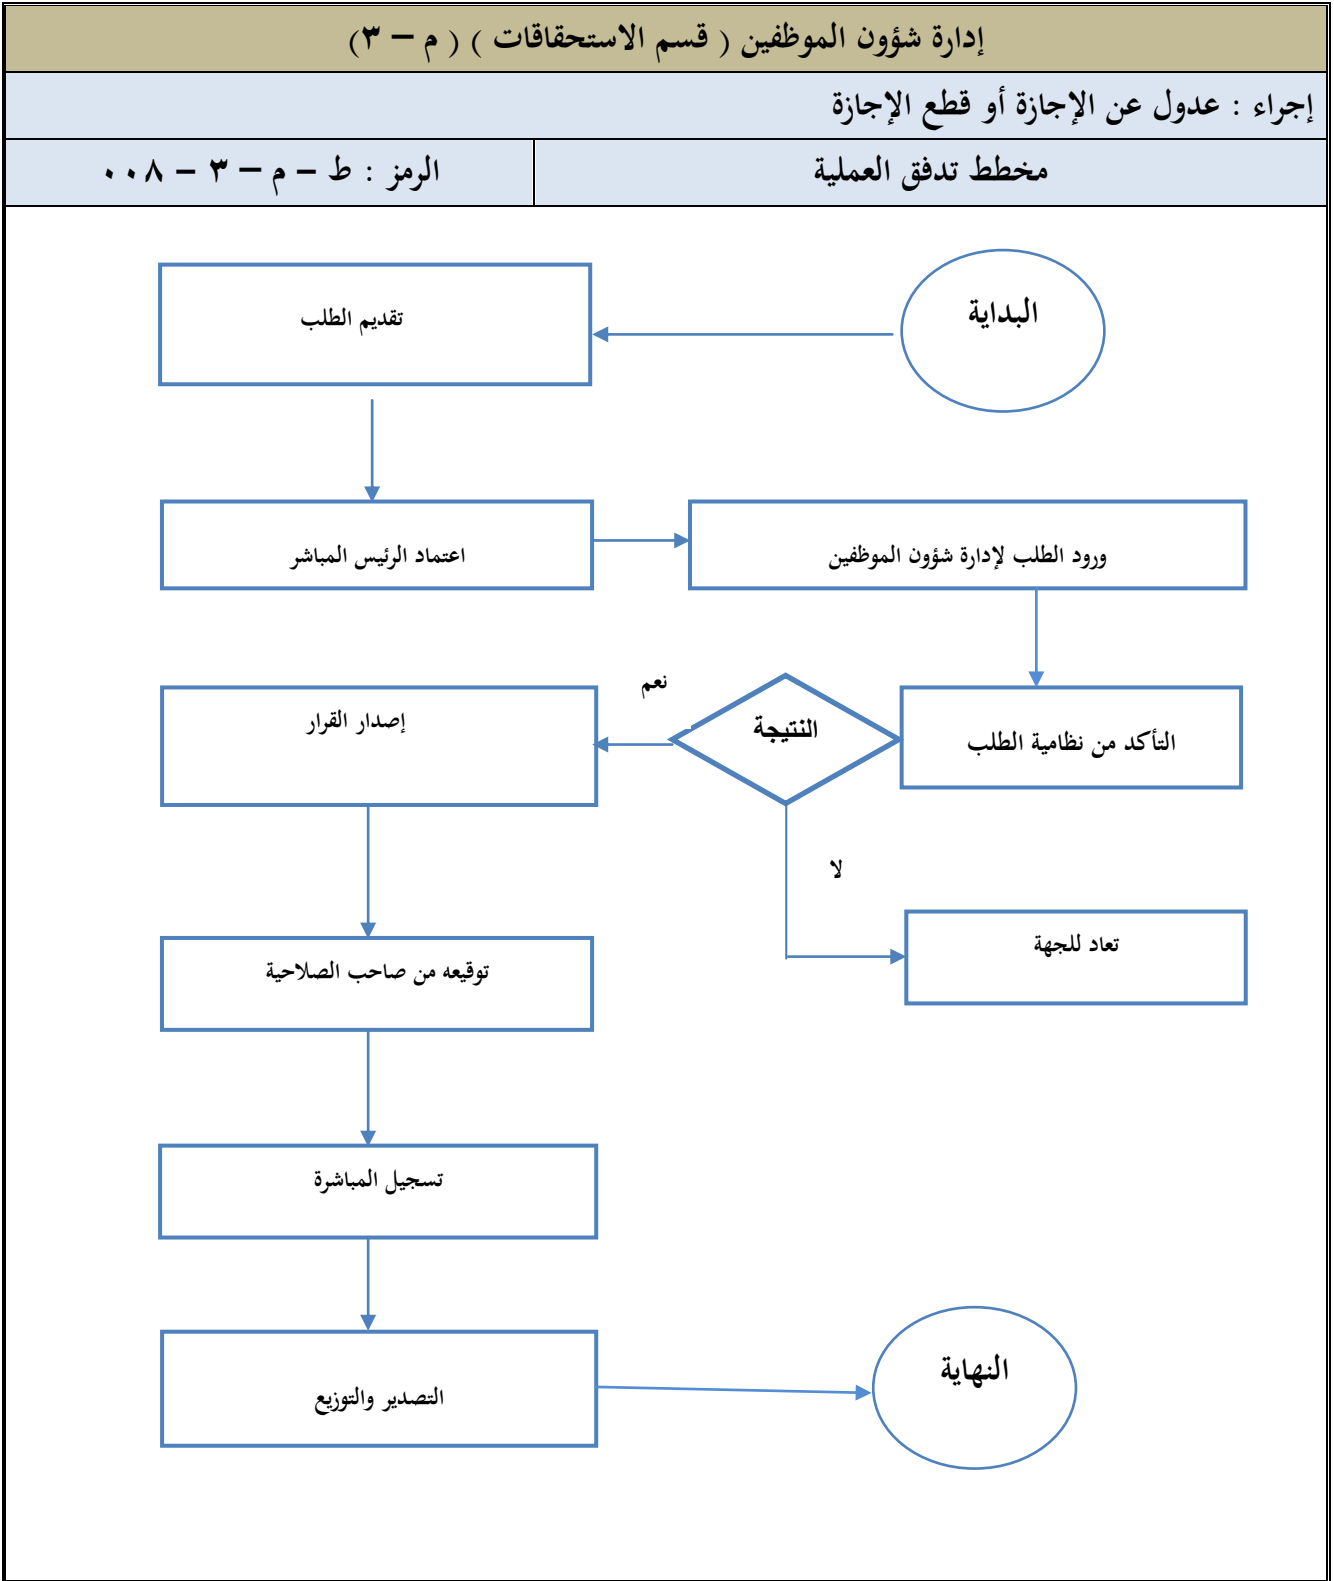 إدارة شؤون الموظفين ( قسم الاستحقاقات ) ( م – ٣)
إجراء : عدول عن الإجازة أو قطع الإجازة
مخطط تدفق العملية
الرمز : ط – م – ٣ – ٠٠٨
البداية
تقديم الطلب
اعتماد الرئيس المباشر
ورود الطلب لإدارة شؤون الموظفين
التأكد من نظامية الطلب
النتيجة
نعم
إصدار القرار
لا
تعاد للجهة
توقيعه من صاحب الصلاحية
تسجيل المباشرة
التصدير والتوزيع
النهاية